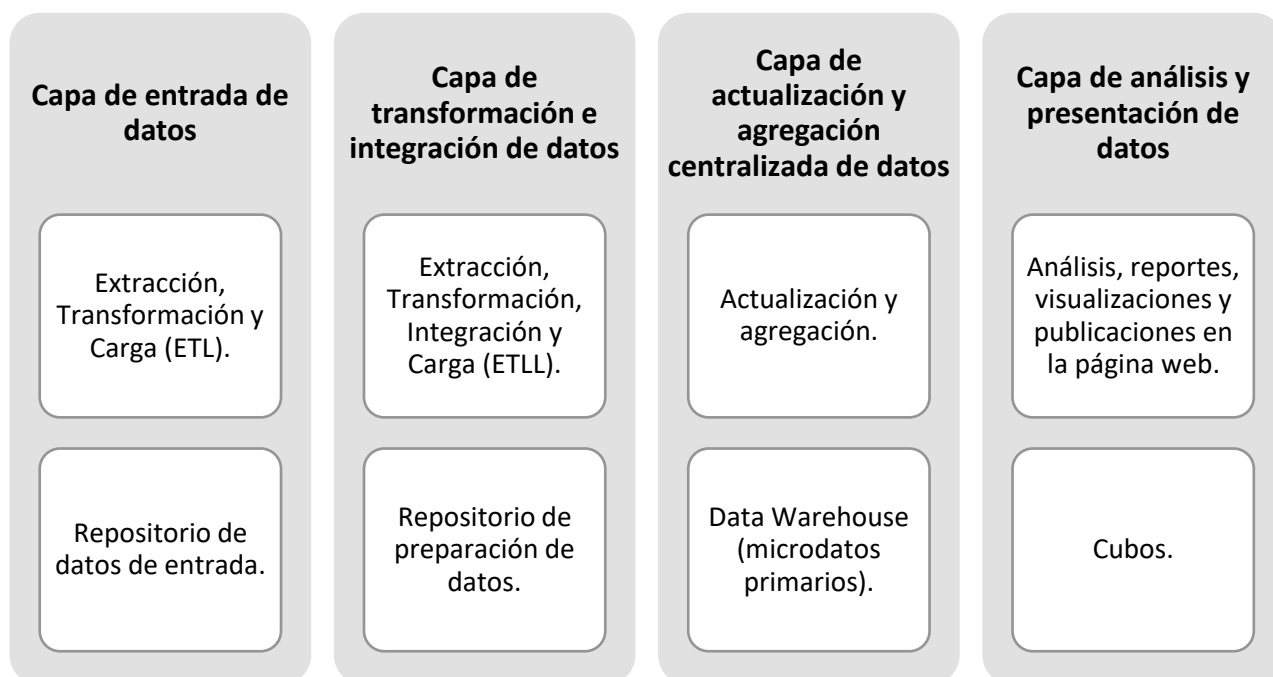 Capa de entrada de
datos
Extracción,
Transformación y
Carga (ETL).
Repositorio de
datos de entrada.
Capa de
transformación e
integración de datos
Extracción,
Transformación,
Integración y
Carga (ETLL).
Repositorio de
preparación de
datos.
Capa de
actualización y
agregación
centralizada de datos
Actualización y
agregación.
Data Warehouse
(microdatos
primarios).
Capa de análisis y
presentación de
datos
Análisis, reportes,
visualizaciones y
publicaciones en
la página web.
Cubos.